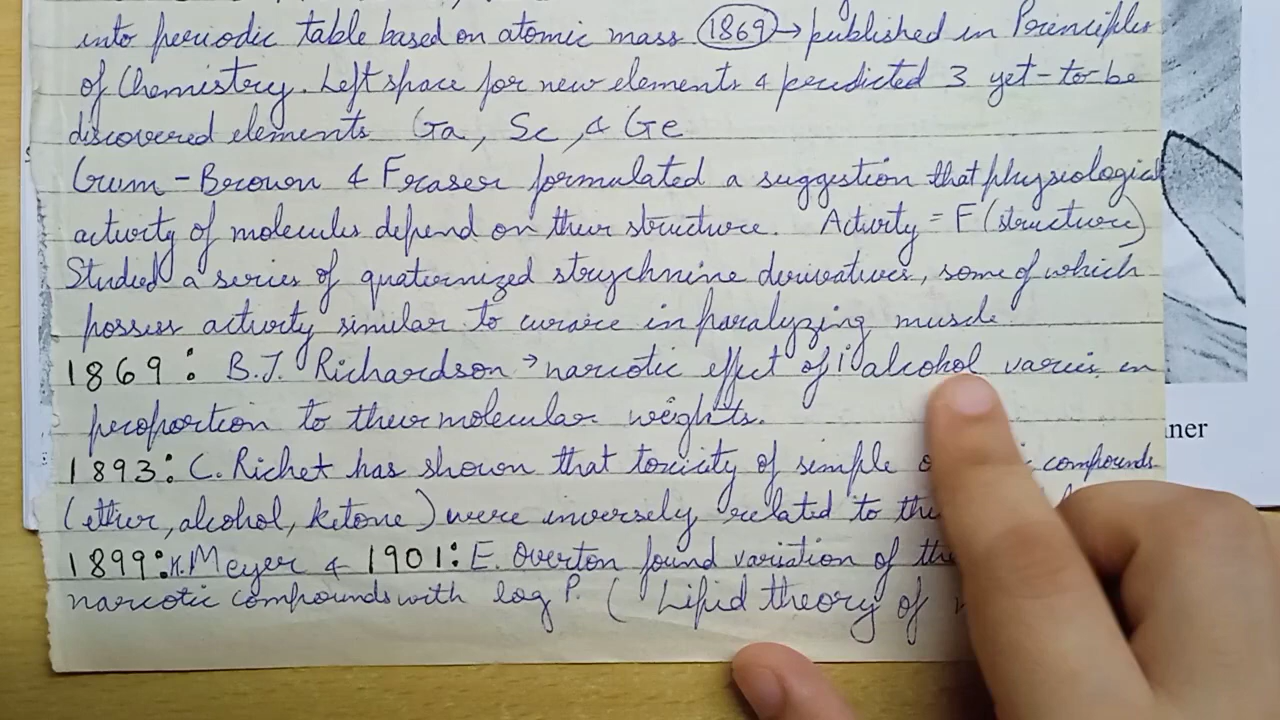 into periodic table based on atomic mass 1869 → published in Principles
of Chemistry. Left space for new elements & predicted 3 yet-to-be
discovered elements Ga, Sc, & Ge
Crum-Brown & Fraser formulated a suggestion that physiological
activity of molecules depend on their structure. Activity = F (structure)
Studied a series of quaternized strychnine derivatives, some of which
possess activity similar to curare in paralyzing muscle.
1869: B.J. Richardson → narcotic effect of 1° alcohol varies in
proportion to their molecular weights.
1893: C. Richet has shown that toxicity of simple compounds
(ether, alcohol, ketone) were inversely related to
1899: H. Meyer & 1901: E. Overton found variation of
narcotic compounds with log P. (Lipid theory of
ner